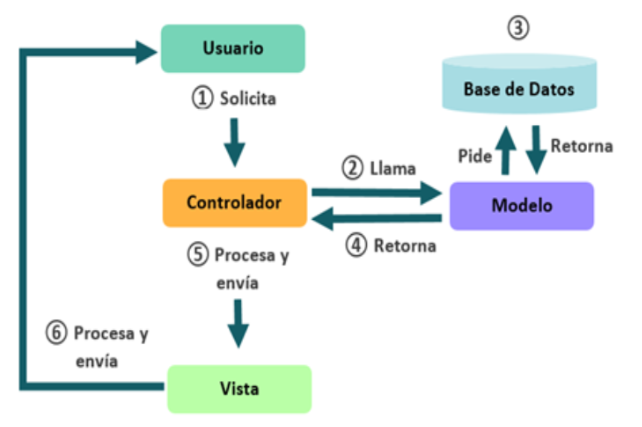 Usuario
① Solicita
③
Base de Datos
Pide
Retorna
② Llama
Controlador
Modelo
④ Retorna
⑤ Procesa y
envía
⑥ Procesa y
envía
Vista